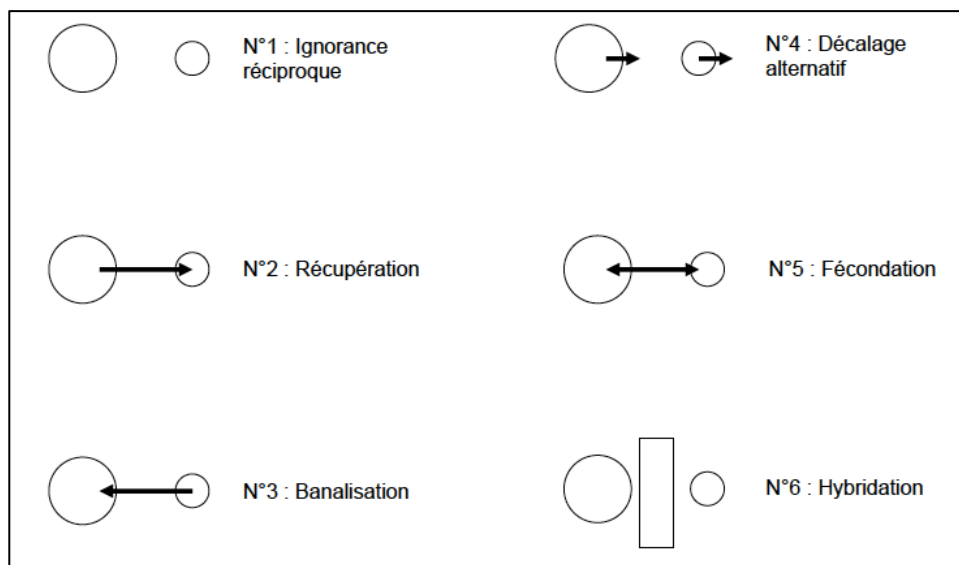 N°1 : Ignorance
réciproque
N°4 : Décalage
alternatif
N°2 : Récupération
N°5 : Fécondation
N°3 : Banalisation
N°6 : Hybridation